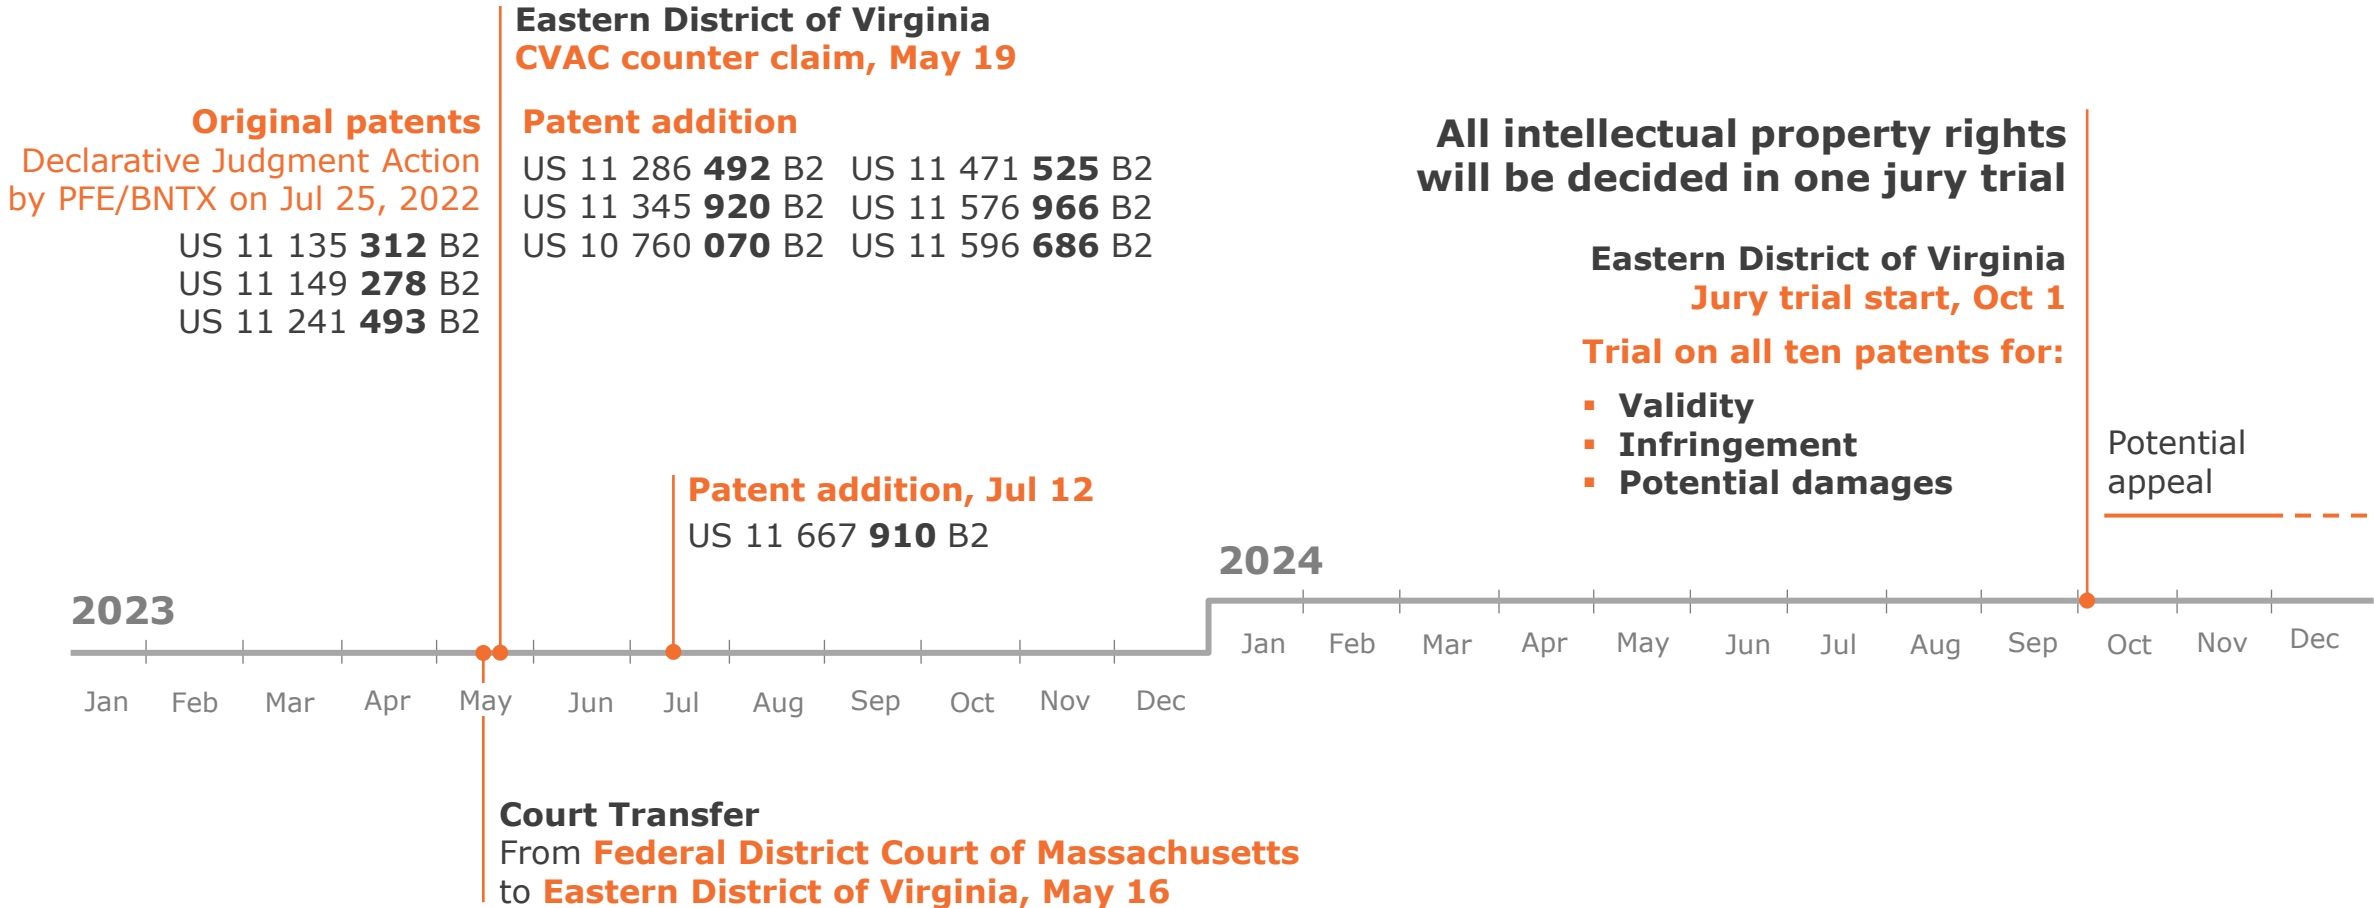 Eastern District of Virginia
CVAC counter claim, May 19
Original patents
Declarative Judgment Action
by PFE/BNTX on Jul 25, 2022
US 11 135 312 B2
US 11 149 278 B2
US 11 241 493 B2
Patent addition
US 11 286 492 B2 US 11 471 525 B2
US 11 345 920 B2 US 11 576 966 B2
US 10 760 070 B2 US 11 596 686 B2
All intellectual property rights
will be decided in one jury trial
Eastern District of Virginia
Jury trial start, Oct 1
Trial on all ten patents for:
▪ Validity
▪ Infringement
▪ Potential damages
Potential
appeal
Patent addition, Jul 12
US 11 667 910 B2
2023
Jan Feb Mar Apr May Jun Jul Aug Sep Oct Nov Dec
2024
Jan Feb Mar Apr May Jun Jul Aug Sep Oct Nov Dec
Court Transfer
From Federal District Court of Massachusetts
to Eastern District of Virginia, May 16